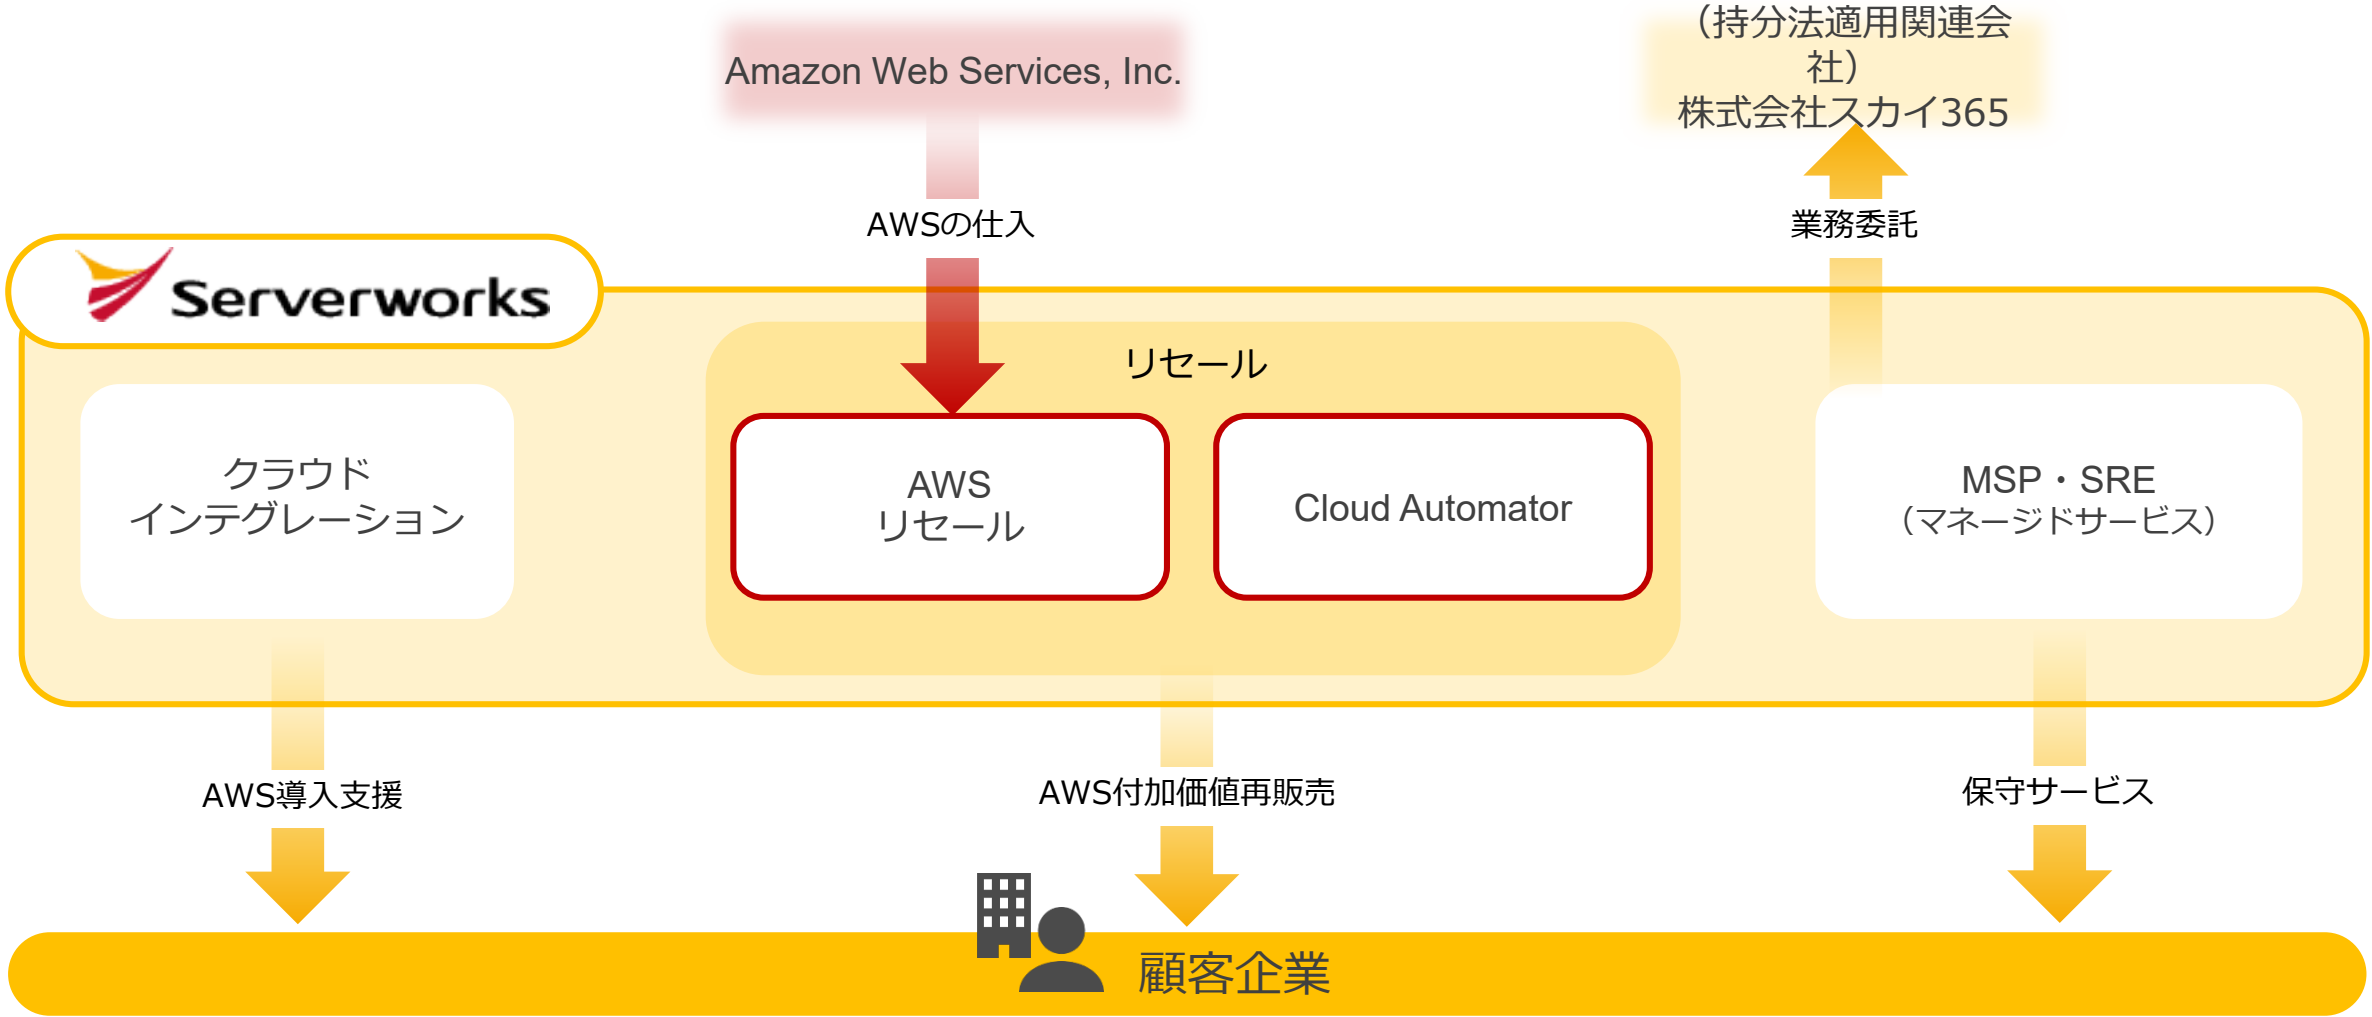 Amazon Web Services, Inc.
（持分法適用関連会
社）
株式会社スカイ365
AWSの仕入
業務委託
Serverworks
リセール
クラウド
インテグレーション
AWS
リセール
Cloud Automator
MSP・SRE
（マネージドサービス）
AWS導入支援
AWS付加価値再販売
保守サービス
顧客企業